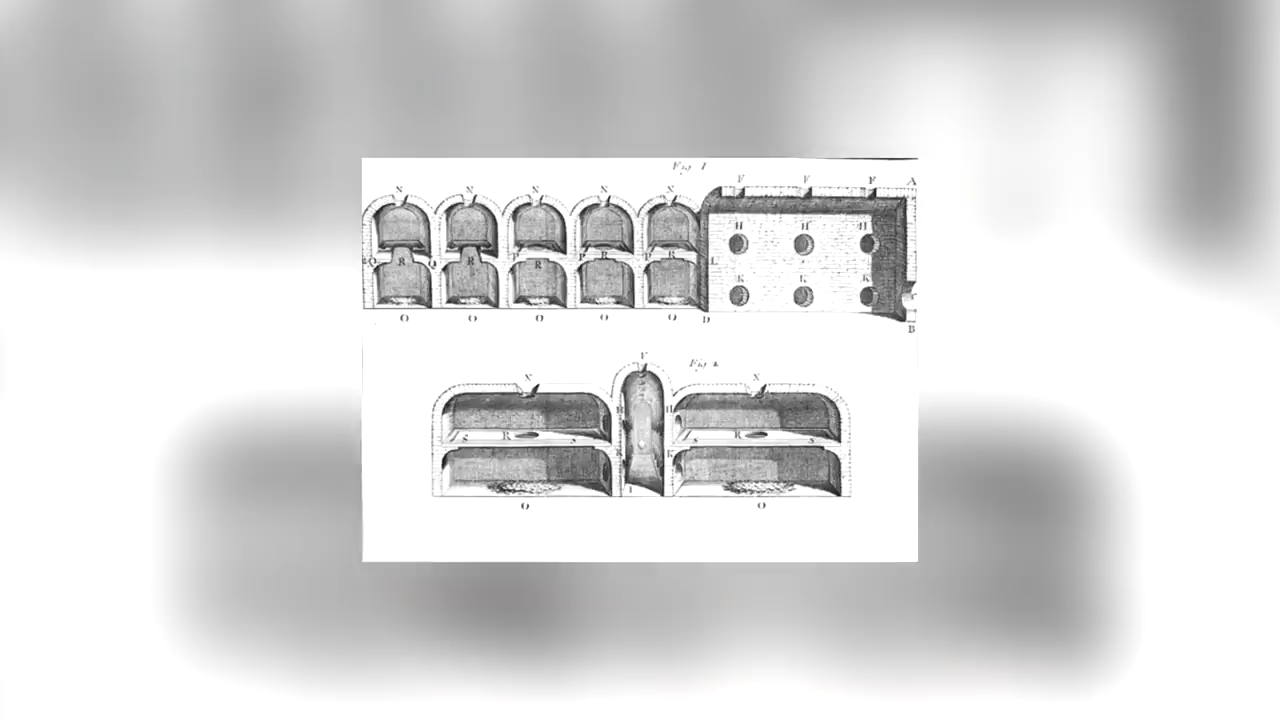 Fig. 1
F F F A
N N N N N
H H H
Q R Q R P R P R P R L
K K K
O O O O O D
B
V Fig. 2
N N
H H
S R S R S S
K K
I
O O